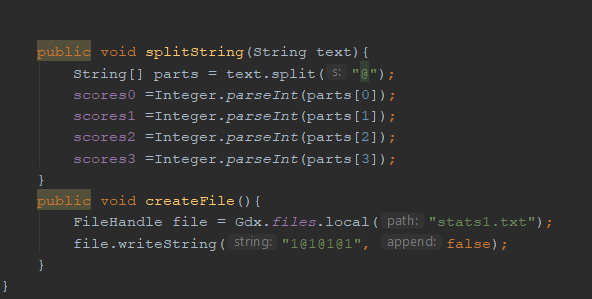 public void splitString(String text){
String[] parts = text.split( s: "@");
scores0 =Integer.parseInt(parts[0]);
scores1 =Integer.parseInt(parts[1]);
scores2 =Integer.parseInt(parts[2]);
scores3 =Integer.parseInt(parts[3]);
}
public void createFile(){
FileHandle file = Gdx.files.local( path: "stats1.txt");
file.writeString( string: "1@1@1@1", append: false);
}
}